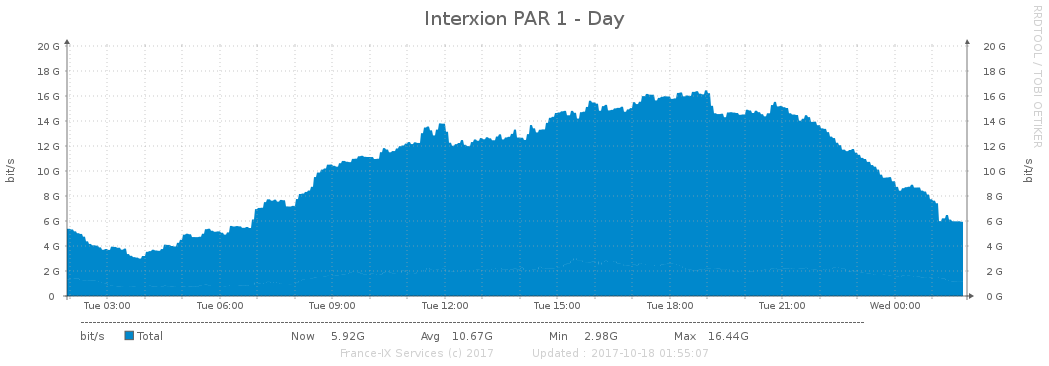 Interxion PAR 1 - Day
RRDTOOL / TOBI OETIKER
bit/s
bit/s
20 G 20 G
18 G 18 G
16 G 16 G
14 G 14 G
12 G 12 G
10 G 10 G
8 G 8 G
6 G 6 G
4 G 4 G
2 G 2 G
0 0 G
Tue 03:00 Tue 06:00 Tue 09:00 Tue 12:00 Tue 15:00 Tue 18:00 Tue 21:00 Wed 00:00
bit/s Total Now 5.92G Avg 10.67G Min 2.98G Max 16.44G
France-IX Services (c) 2017 Updated : 2017-10-18 01:55:07